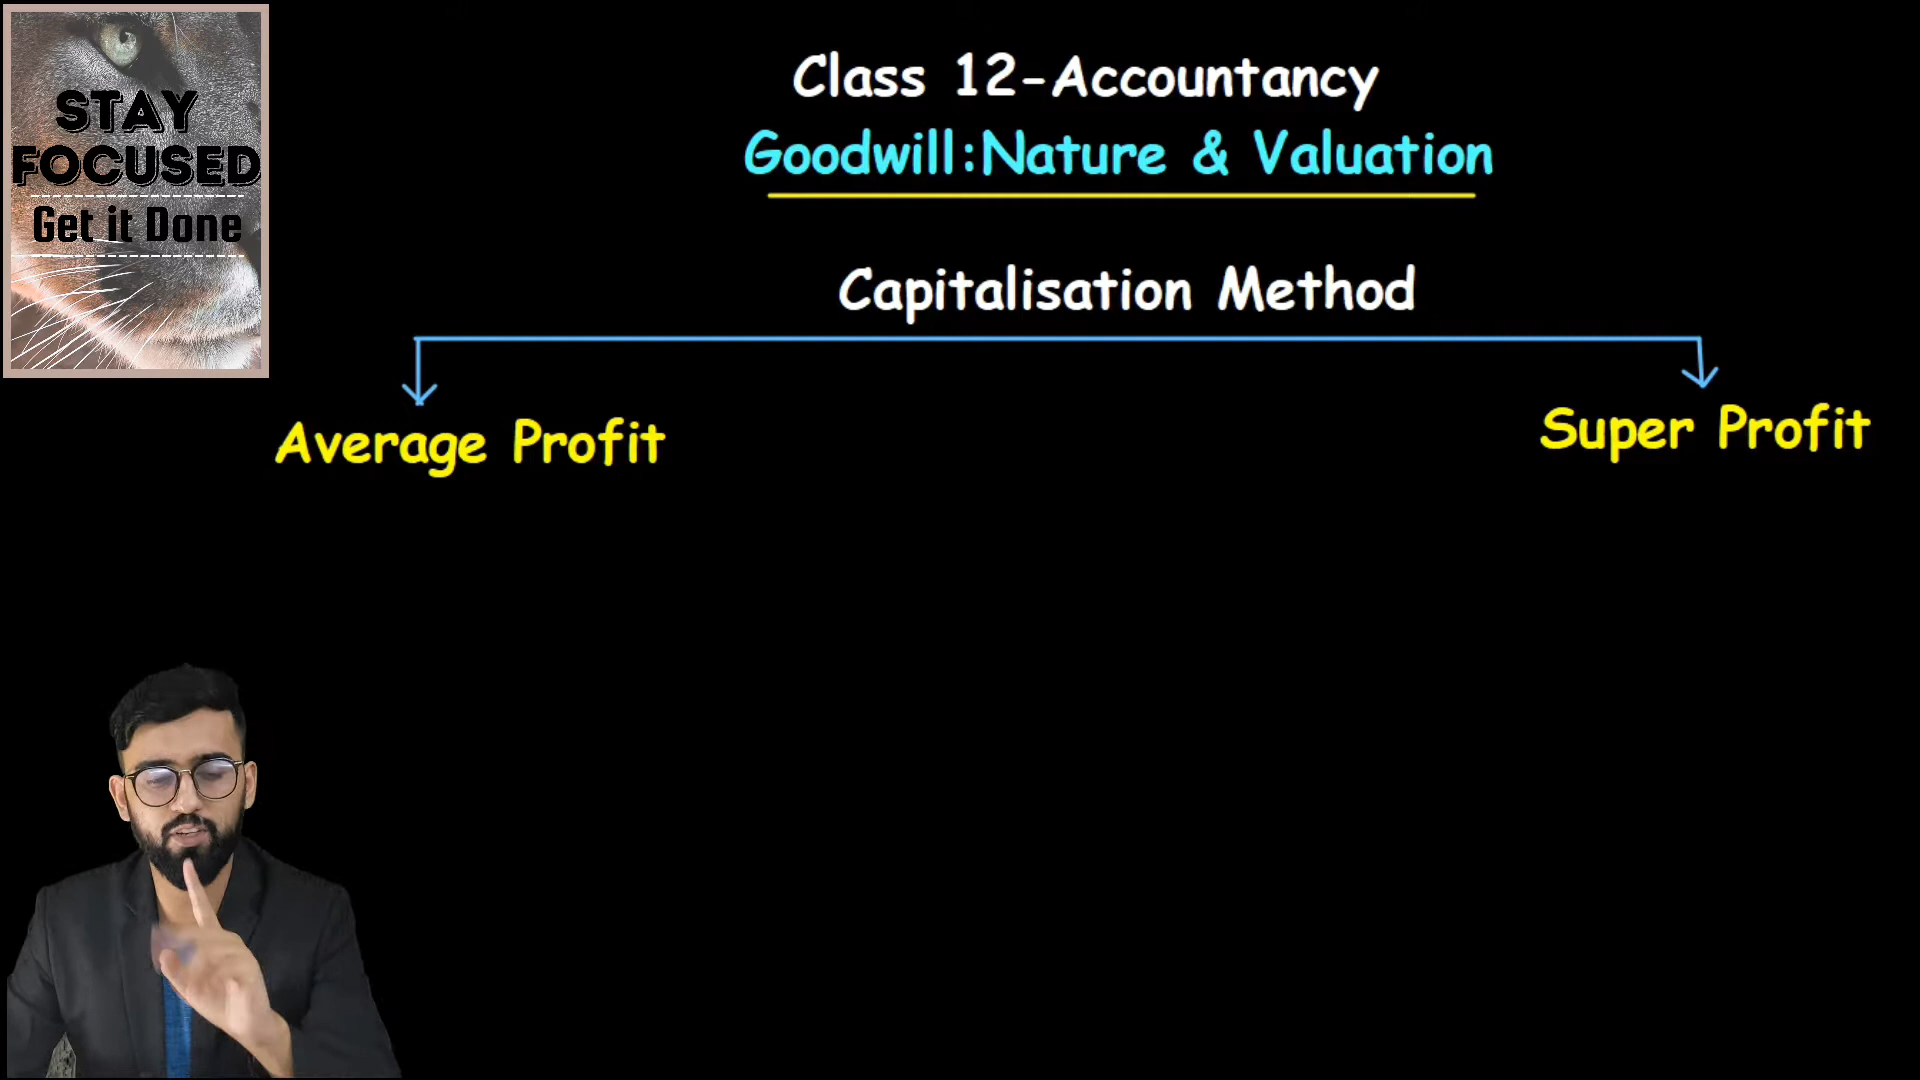 STAY
FOCUSED
Get it Done
Class 12-Accountancy
Goodwill:Nature & Valuation
Capitalisation Method
Average Profit
Super Profit